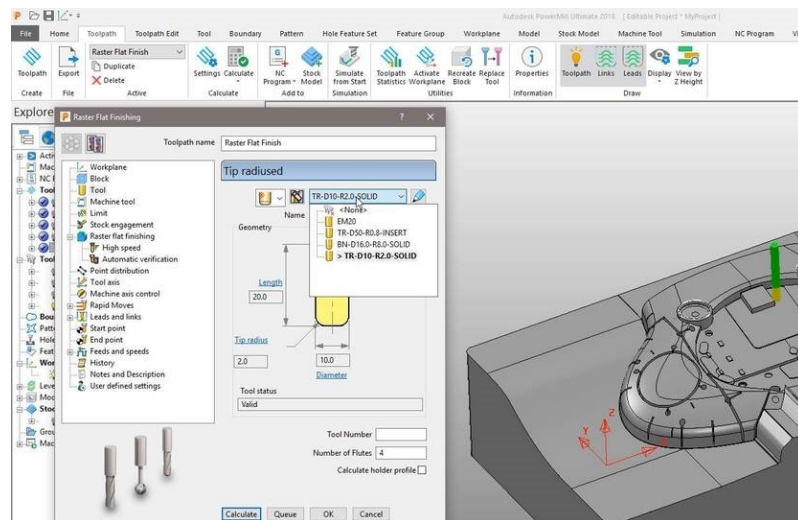 Autodesk PowerMill Ultimate 2018 [ Editable Project * MyProject ]
File Home Toolpath Toolpath Edit Tool Boundary Pattern Hole Feature Set Feature Group Workplane Model Stock Model Machine Tool Simulation NC Program
Toolpath Export Raster Flat Finish Settings Calculate NC Program Stock Model Simulate from Start Toolpath Statistics Activate Workplane Recreate Block Replace Tool Properties Toolpath Links Leads Display View by Z Height
Duplicate
Delete
Create File Active Calculate Add to Simulation Utilities Information Draw
Explore
Raster Flat Finishing ? ×
Toolpath name Raster Flat Finish
Workplane
Block
Tool
Machine tool
Limit
Stock engagement
Raster flat finishing
High speed
Automatic verification
Point distribution
Tool axis
Machine axis control
Rapid Moves
Leads and links
Start point
End point
Feeds and speeds
History
Notes and Description
User defined settings
Tip radiused
TR-D10-R2.0-SOLID
Name
<None>
EM20
TR-D50-R0.8-INSERT
BN-D16.0-R8.0-SOLID
> TR-D10-R2.0-SOLID
Geometry
Length
20.0
Tip radius
2.0
10.0
Diameter
Tool status
Valid
Tool Number
Number of Flutes 4
Calculate holder profile
Calculate Queue OK Cancel
Z
Y